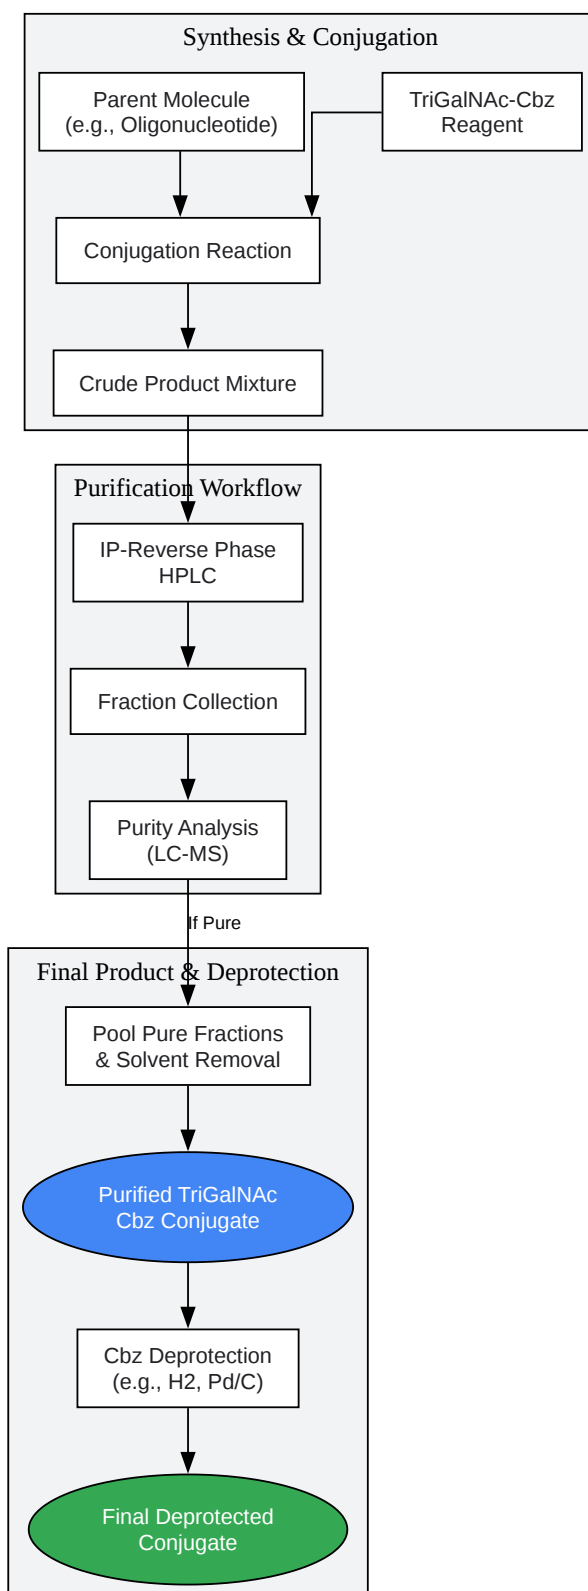 Synthesis & Conjugation
Parent Molecule
(e.g., Oligonucleotide)
TriGalNAc-Cbz
Reagent
Conjugation Reaction
Crude Product Mixture
Purification Workflow
IP-Reverse Phase
HPLC
Fraction Collection
Purity Analysis
(LC-MS)
If Pure
Final Product & Deprotection
Pool Pure Fractions
& Solvent Removal
Purified TriGalNAc
Cbz Conjugate
Cbz Deprotection
(e.g., H2, Pd/C)
Final Deprotected
Conjugate